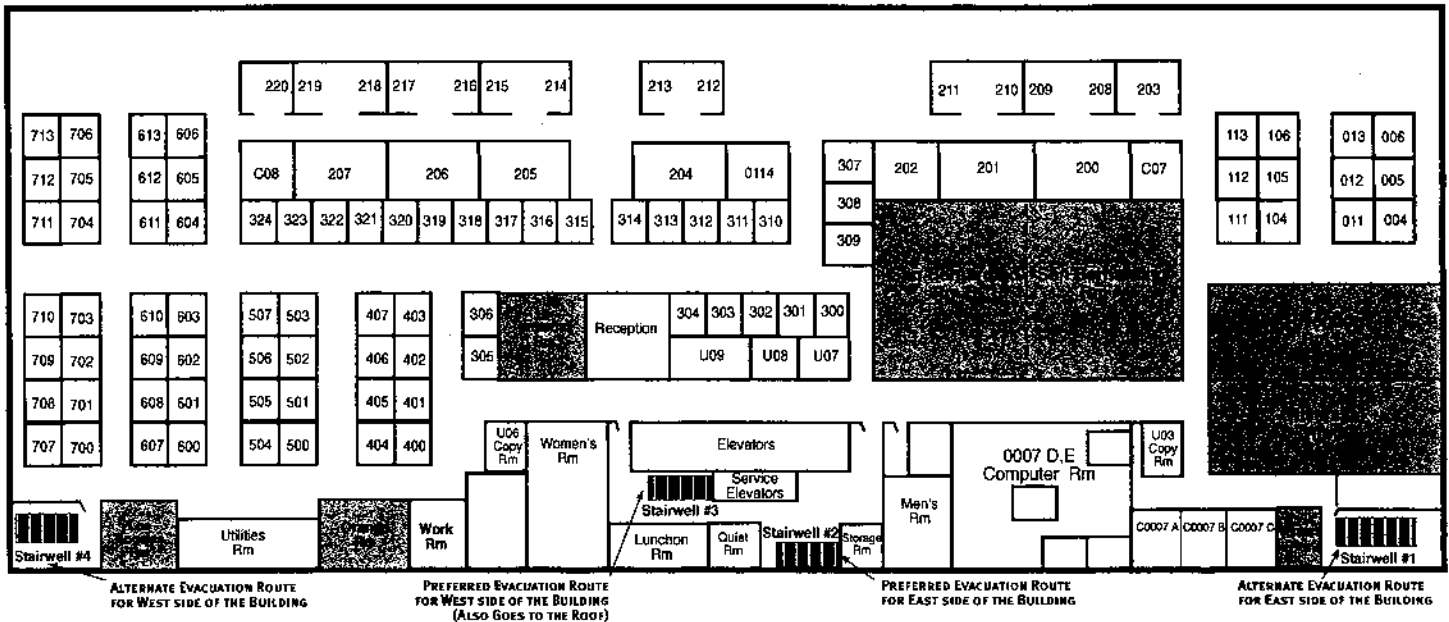 220 219 218 217 216 215 214
213 212
211 210 209 208 203
713 706
613 606
113 106
013 006
C08 207 206 205
204 0114
307 202 201 200 C07
712 705
612 605
112 105
012 005
308
711 704
611 604
324 323 322 321 320 319 318 317 316 315
314 313 312 311 310
309
111 104
011 004
710 703
610 603
507 503
407 403
306
Reception
304 303 302 301 300
709 702
609 602
506 502
406 402
305
U09 U08 U07
708 701
608 601
505 501
405 401
707 700
607 600
504 500
404 400
U06
Copy
Rm
Women's
Rm
Elevators
Service
Elevators
Stairwell #3
0007 D,E
Computer Rm
U03
Copy
Rm
Men's
Rm
Stairwell #4
Utilities
Rm
Work
Rm
Lunchon
Rm
Quiet
Rm
Stairwell #2
Storage
Rm
C0007 A C0007 B C0007 C
Stairwell #1
ALTERNATE EVACUATION ROUTE
FOR WEST SIDE OF THE BUILDING
PREFERRED EVACUATION ROUTE
FOR WEST SIDE OF THE BUILDING
(ALSO GOES TO THE ROOF)
PREFERRED EVACUATION ROUTE
FOR EAST SIDE OF THE BUILDING
ALTERNATE EVACUATION ROUTE
FOR EAST SIDE OF THE BUILDING